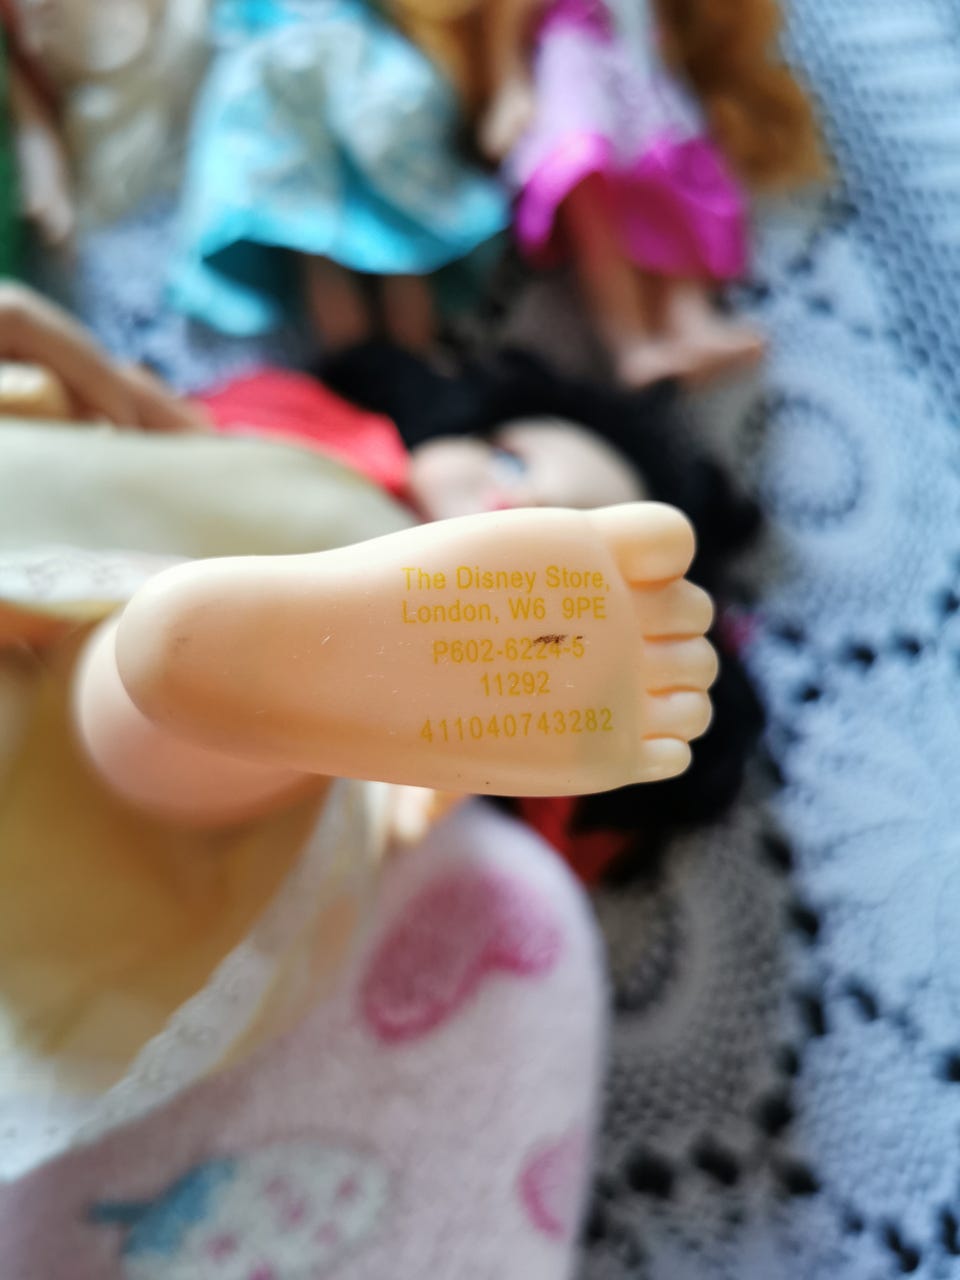 The Disney Store,
London, W6 9PE
P602-6224-5
11292
411040743282